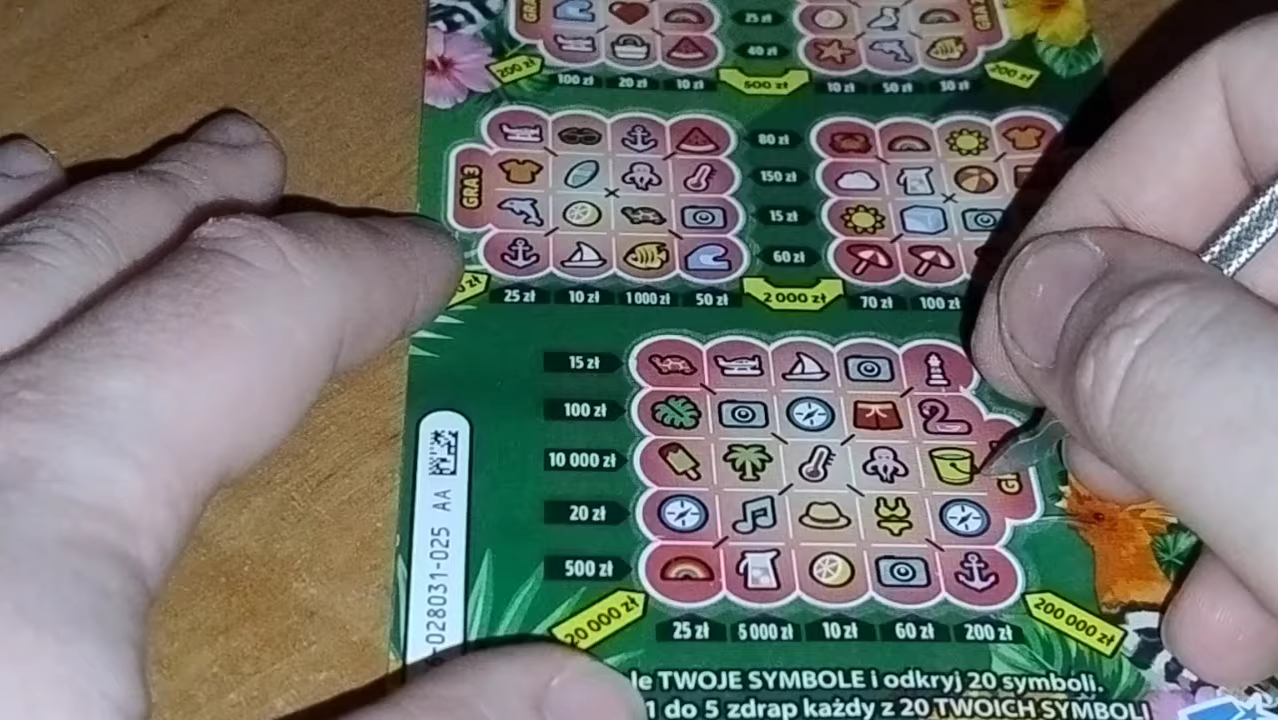 25 zł
40 zł
200 zł 100 zł 20 zł 10 zł 500 zł 10 zł 50 zł 30 zł 200 zł
80 zł
GRA 3 150 zł
15 zł
60 zł
25 zł 10 zł 1 000 zł 50 zł 2 000 zł 70 zł 100 zł
15 zł
100 zł
10 000 zł
20 zł
500 zł
028031-025 AA
20 000 zł 25 zł 5 000 zł 10 zł 60 zł 200 zł 200 000 zł
le TWOJE SYMBOLE i odkryj 20 symboli.
1 do 5 zdrap każdy z 20 TWOICH SYMBOLI